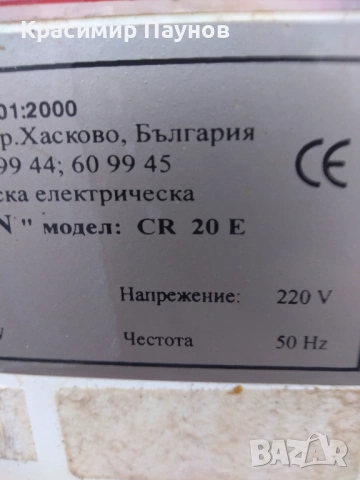 Красимир Паунов
01:2000
р.Хасково, България
99 44; 60 99 45
ска електрическа
N" модел: CR 20 E
Напрежение: 220 V
Честота 50 Hz
CE
BAZAR